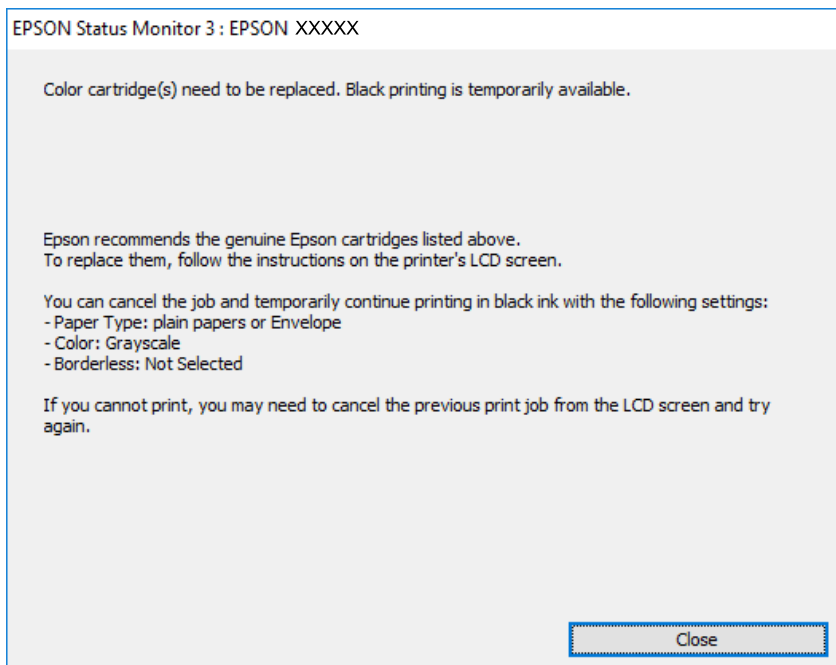 EPSON Status Monitor 3 : EPSON XXXXX
Color cartridge(s) need to be replaced. Black printing is temporarily available.
Epson recommends the genuine Epson cartridges listed above.
To replace them, follow the instructions on the printer's LCD screen.
You can cancel the job and temporarily continue printing in black ink with the following settings:
- Paper Type: plain papers or Envelope
- Color: Grayscale
- Borderless: Not Selected
If you cannot print, you may need to cancel the previous print job from the LCD screen and try
again.
Close